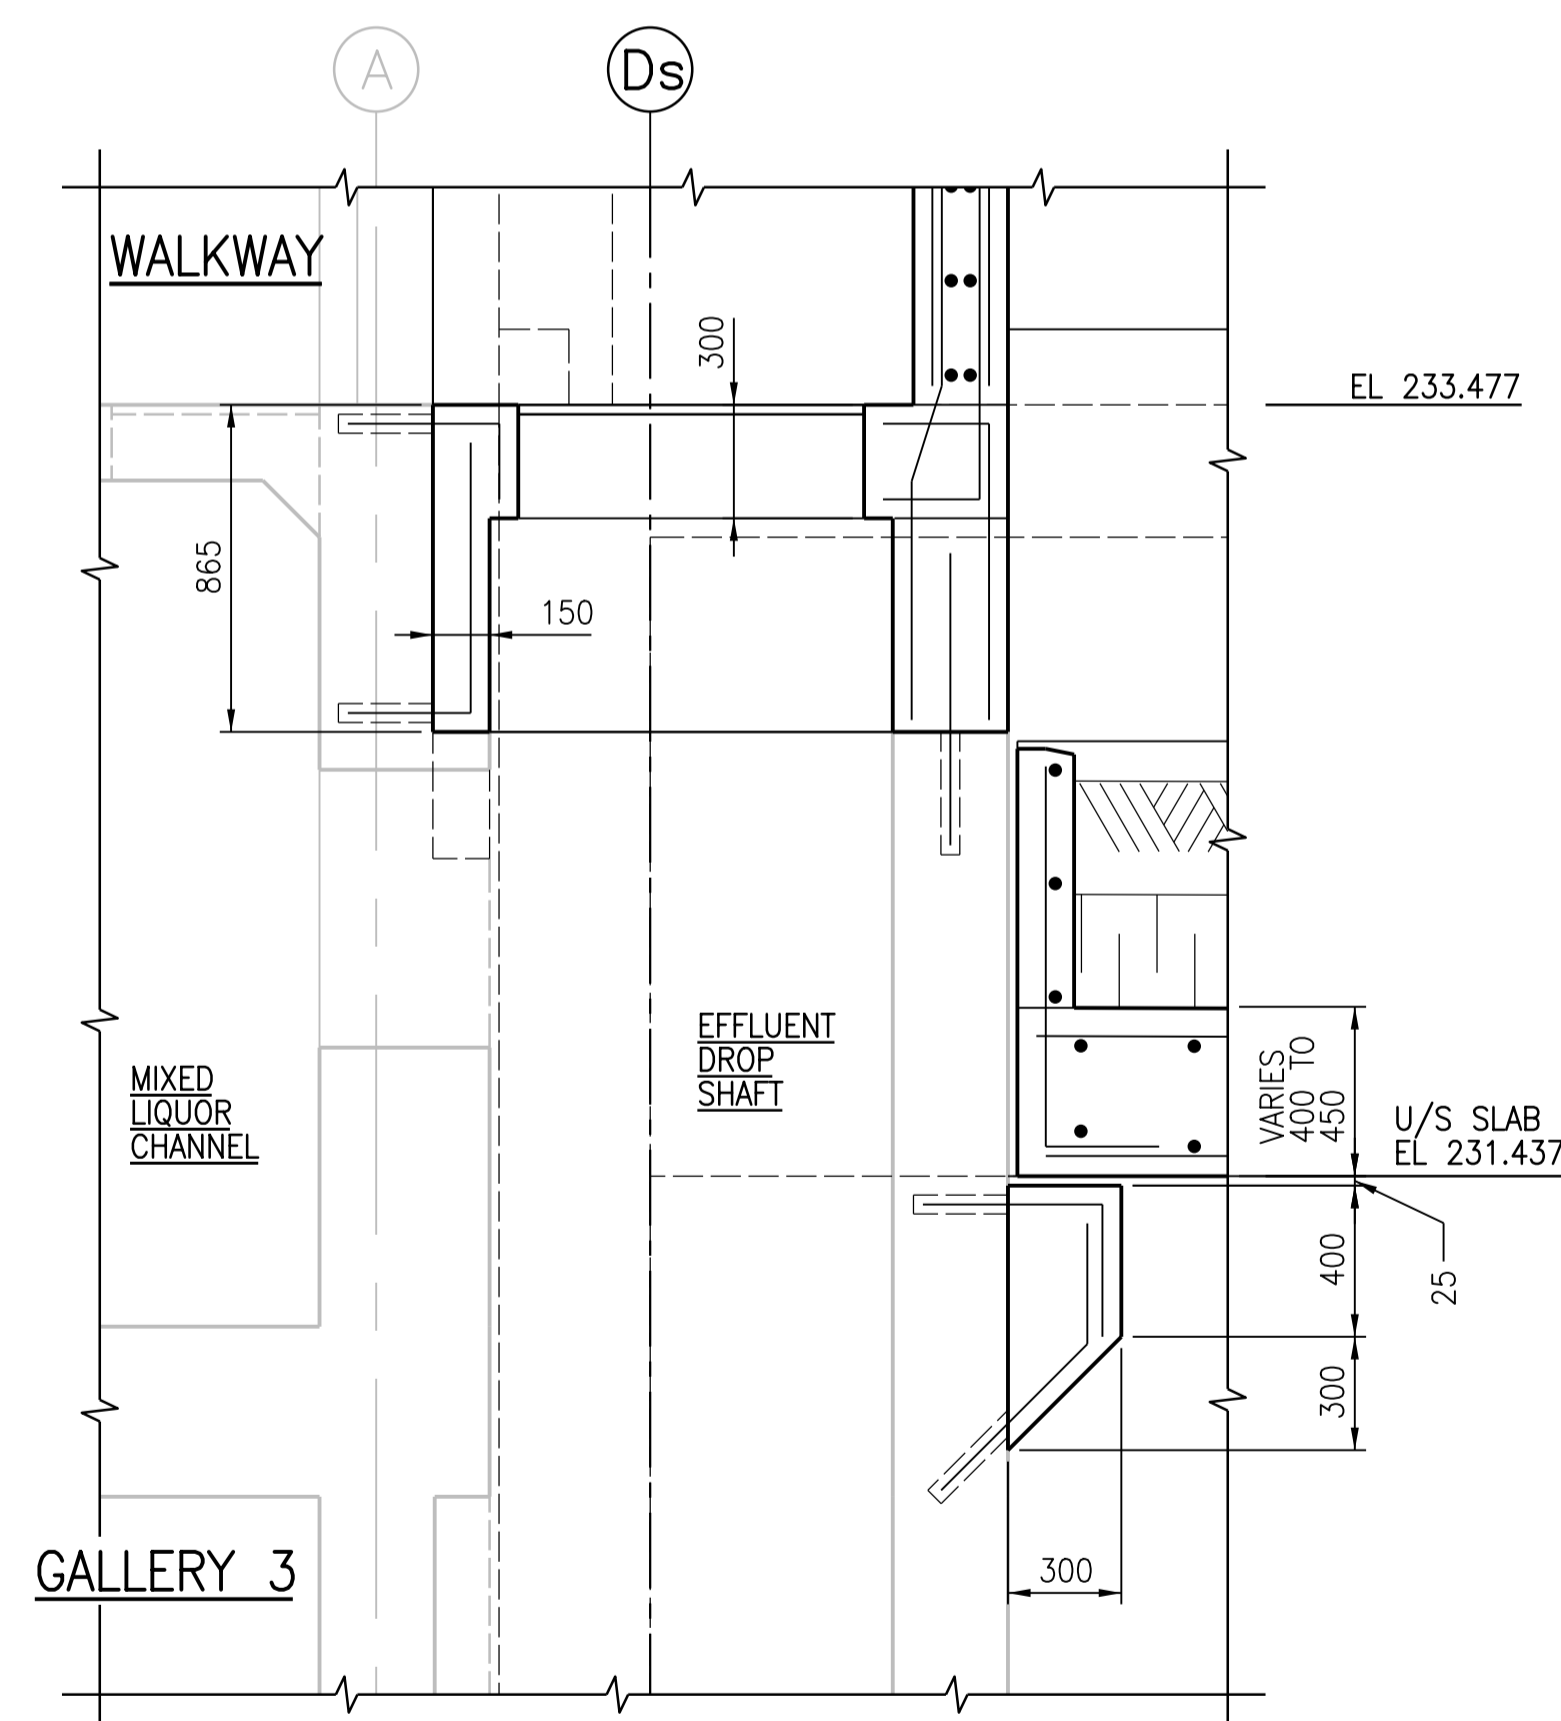 A
Ds
WALKWAY
300
EL 233.477
865
150
EFFLUENT
DROP
SHAFT
MIXED
LIQUOR
CHANNEL
VARIES
400 TO
450
U/S SLAB
EL 231.437
400
25
300
GALLERY 3
300